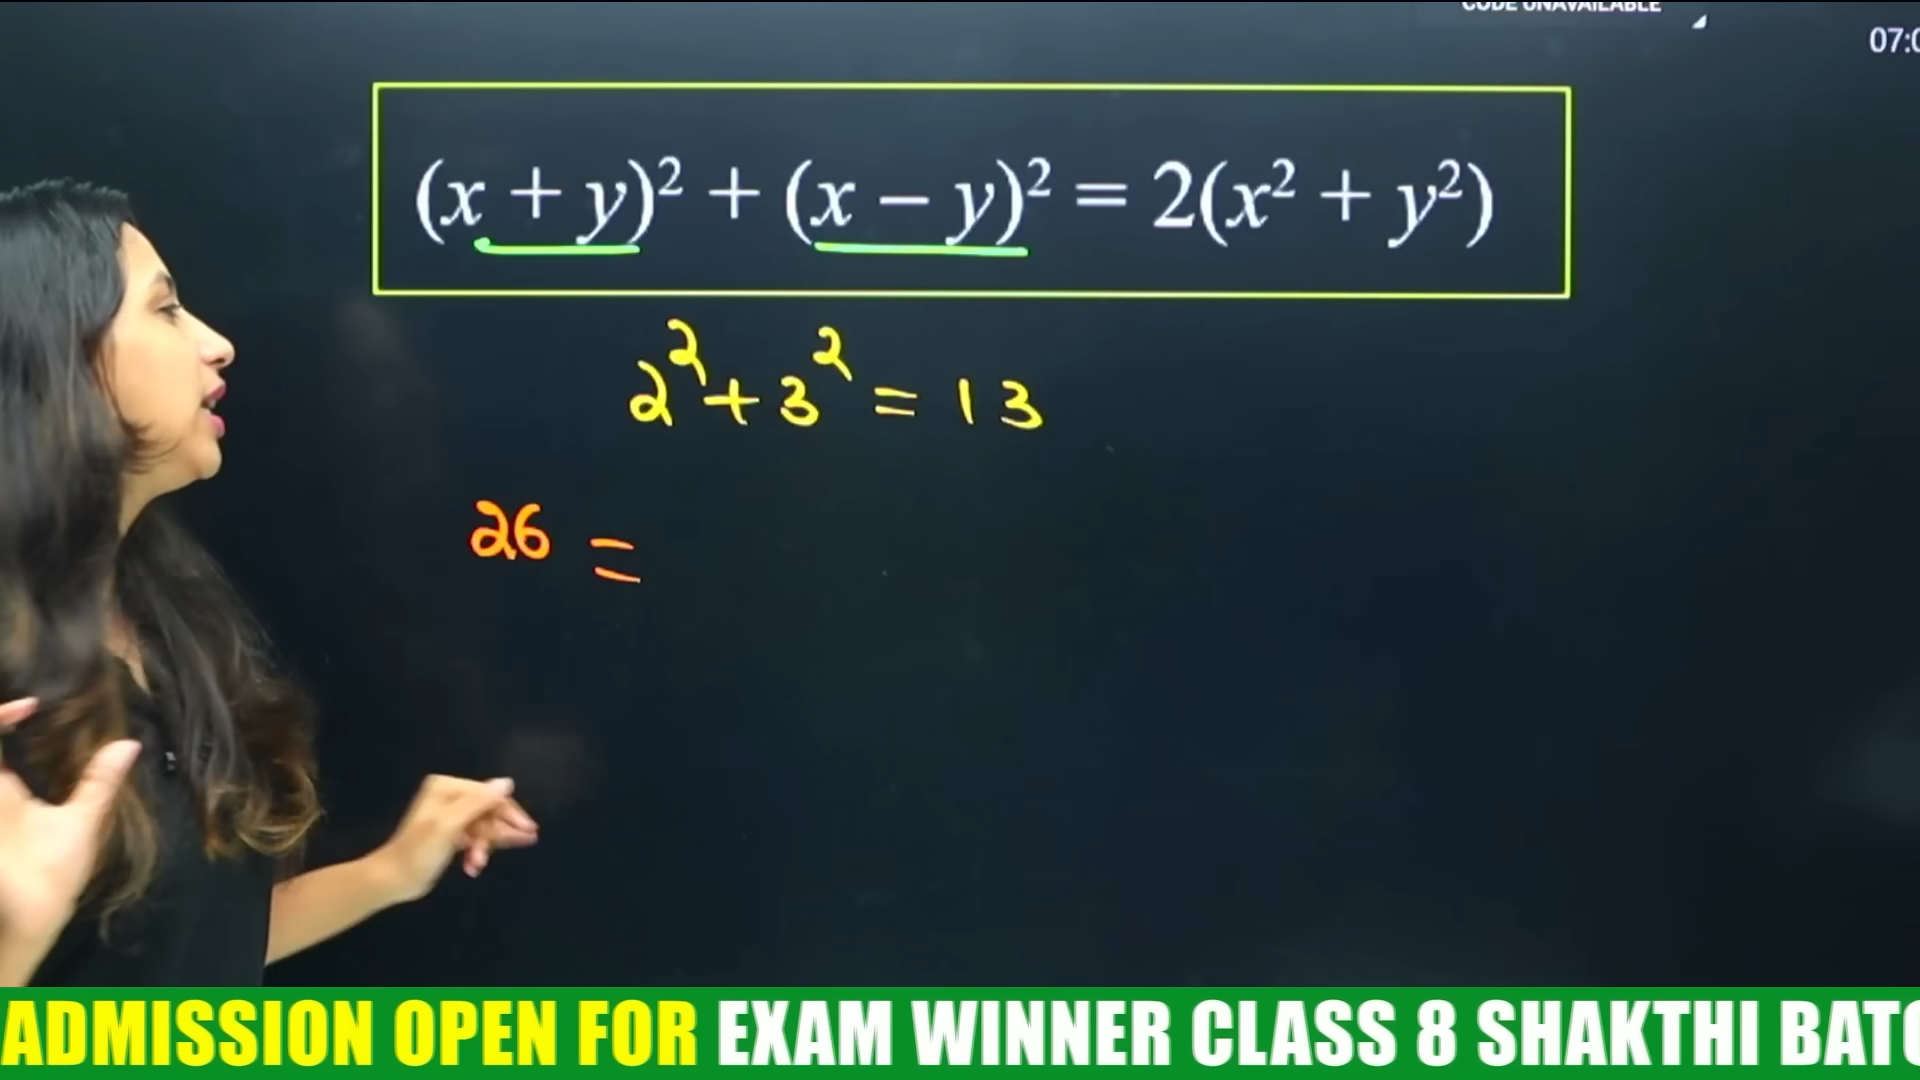 CODE UNAVAILABLE
07:0
(x + y)² + (x – y)² = 2(x² + y²)
2² + 3² = 13
26 =
ADMISSION OPEN FOR EXAM WINNER CLASS 8 SHAKTHI BATC